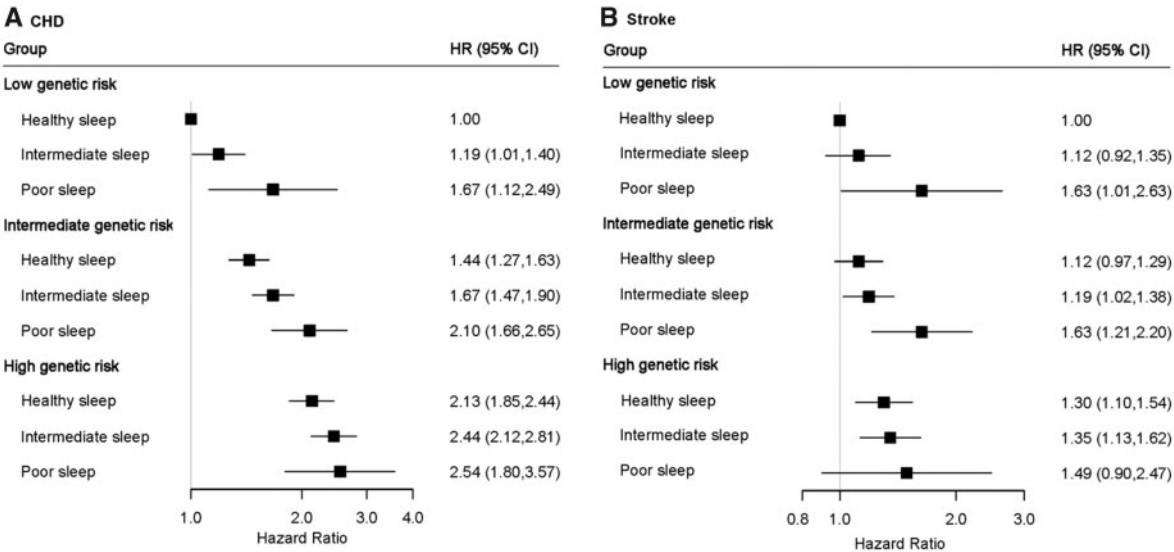 A CHD
Group HR (95% CI)
Low genetic risk
Healthy sleep 1.00
Intermediate sleep 1.19 (1.01,1.40)
Poor sleep 1.67 (1.12,2.49)
Intermediate genetic risk
Healthy sleep 1.44 (1.27,1.63)
Intermediate sleep 1.67 (1.47,1.90)
Poor sleep 2.10 (1.66,2.65)
High genetic risk
Healthy sleep 2.13 (1.85,2.44)
Intermediate sleep 2.44 (2.12,2.81)
Poor sleep 2.54 (1.80,3.57)
1.0 2.0 3.0 4.0
Hazard Ratio
B Stroke
Group HR (95% CI)
Low genetic risk
Healthy sleep 1.00
Intermediate sleep 1.12 (0.92,1.35)
Poor sleep 1.63 (1.01,2.63)
Intermediate genetic risk
Healthy sleep 1.12 (0.97,1.29)
Intermediate sleep 1.19 (1.02,1.38)
Poor sleep 1.63 (1.21,2.20)
High genetic risk
Healthy sleep 1.30 (1.10,1.54)
Intermediate sleep 1.35 (1.13,1.62)
Poor sleep 1.49 (0.90,2.47)
0.8 1.0 2.0 3.0
Hazard Ratio